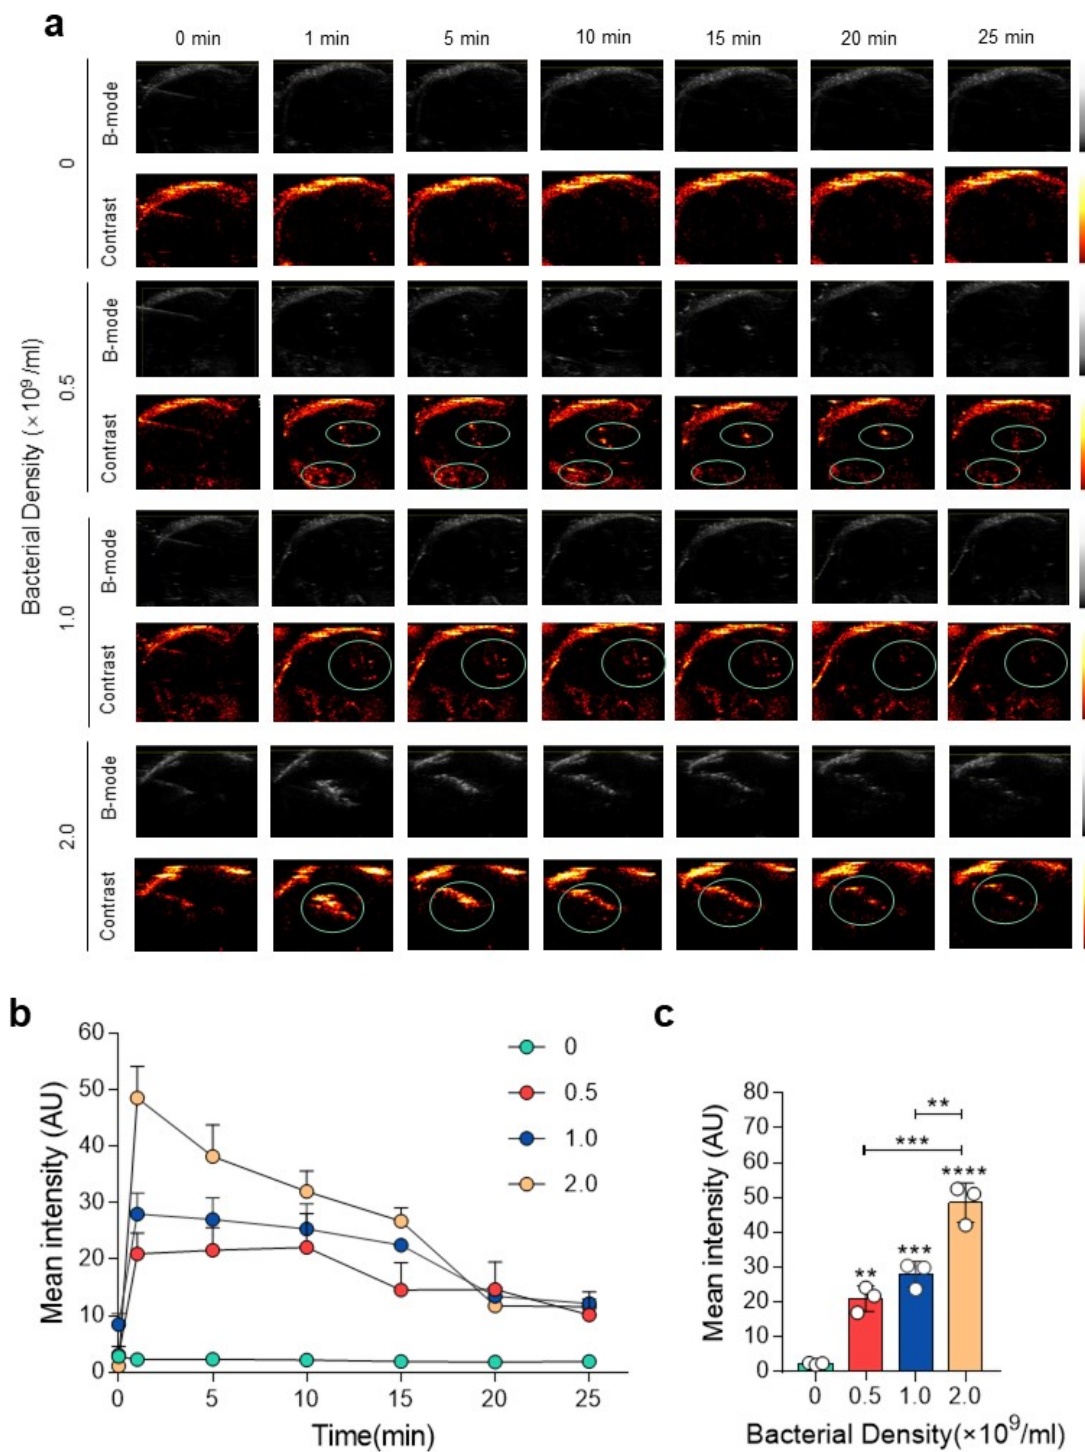 a
0 min 1 min 5 min 10 min 15 min 20 min 25 min
Bacterial Density (×10⁹/ml)
0
B-mode
Contrast
0.5
B-mode
Contrast
1.0
B-mode
Contrast
2.0
B-mode
Contrast
b
Mean intensity (AU)
60
50
40
30
20
10
0
0 5 10 15 20 25
Time(min)
0
0.5
1.0
2.0
c
Mean intensity (AU)
80
70
60
50
40
30
20
10
0
**
***
****
***
**
0 0.5 1.0 2.0
Bacterial Density(×10⁹/ml)